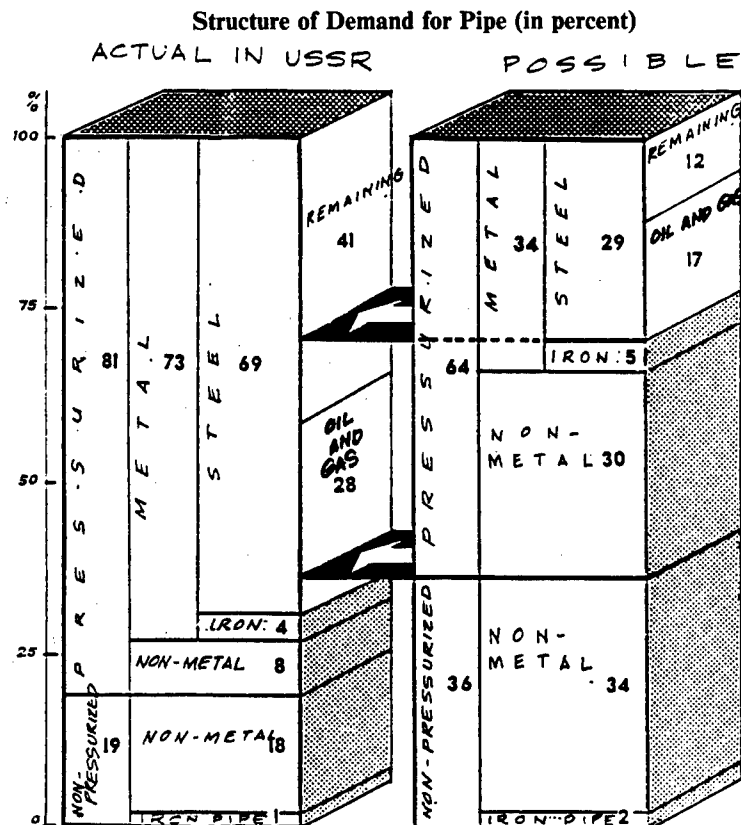 Structure of Demand for Pipe (in percent)
ACTUAL IN USSR
POSSIBLE
%
100
75
50
25
0
PRESSURIZED
81
METAL
73
STEEL
69
REMAINING
41
OIL
AND
GAS
28
IRON: 4
NON-METAL 8
NON-
PRESSURIZED
19
NON-METAL 18
IRON PIPE 1
PRESSURIZED
64
METAL
34
STEEL
29
REMAINING
12
OIL AND GAS
17
IRON: 5
NON-
METAL 30
NON-PRESSURIZED
36
NON-
METAL 34
IRON PIPE 2